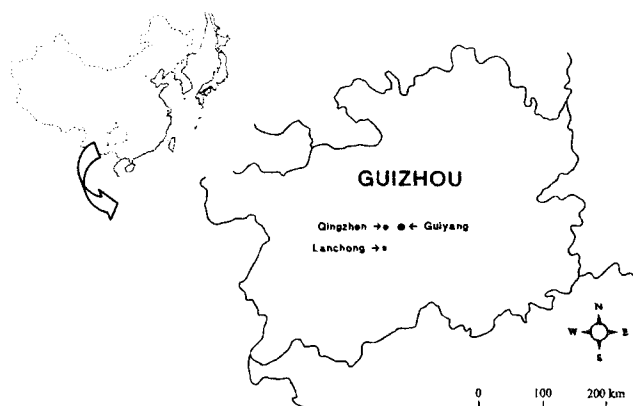 GUIZHOU
Qingzhen →● ●← Guiyang
Lanchong →▪
N
W E
S
0 100 200 km